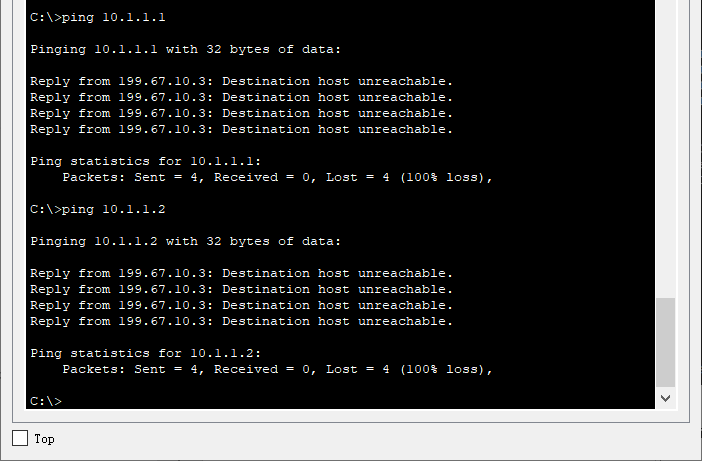 C:\>ping 10.1.1.1
Pinging 10.1.1.1 with 32 bytes of data:
Reply from 199.67.10.3: Destination host unreachable.
Reply from 199.67.10.3: Destination host unreachable.
Reply from 199.67.10.3: Destination host unreachable.
Reply from 199.67.10.3: Destination host unreachable.
Ping statistics for 10.1.1.1:
    Packets: Sent = 4, Received = 0, Lost = 4 (100% loss),
C:\>ping 10.1.1.2
Pinging 10.1.1.2 with 32 bytes of data:
Reply from 199.67.10.3: Destination host unreachable.
Reply from 199.67.10.3: Destination host unreachable.
Reply from 199.67.10.3: Destination host unreachable.
Reply from 199.67.10.3: Destination host unreachable.
Ping statistics for 10.1.1.2:
    Packets: Sent = 4, Received = 0, Lost = 4 (100% loss),
C:\>
Top